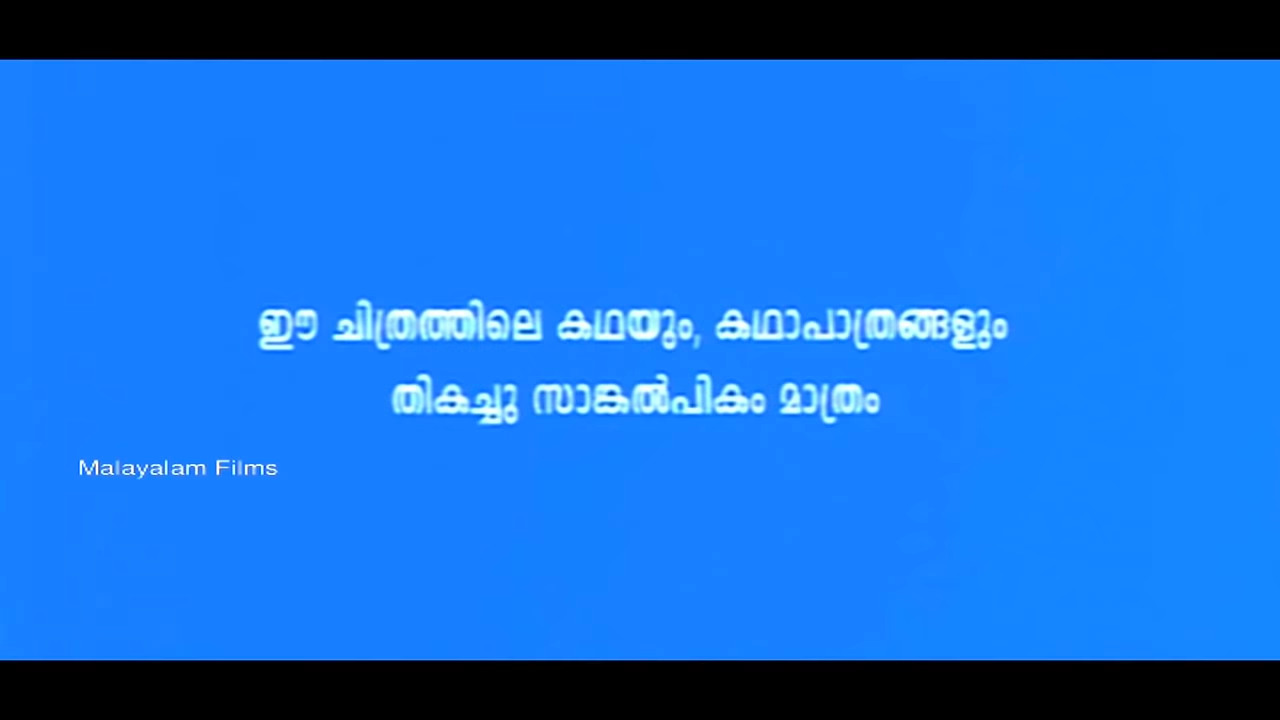 ഈ ചിത്രത്തിലെ കഥയും, കഥാപാത്രങ്ങളും
തികച്ചു സാങ്കൽപികം മാത്രം
Malayalam Films